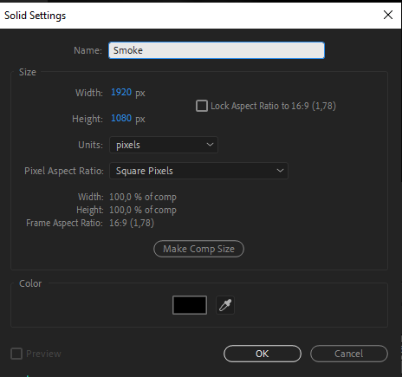 Solid Settings
Name: Smoke
Size
Width: 1920 px
Lock Aspect Ratio to 16:9 (1,78)
Height: 1080 px
Units: pixels
Pixel Aspect Ratio: Square Pixels
Width: 100,0 % of comp
Height: 100,0 % of comp
Frame Aspect Ratio: 16:9 (1,78)
Make Comp Size
Color
Preview
OK
Cancel